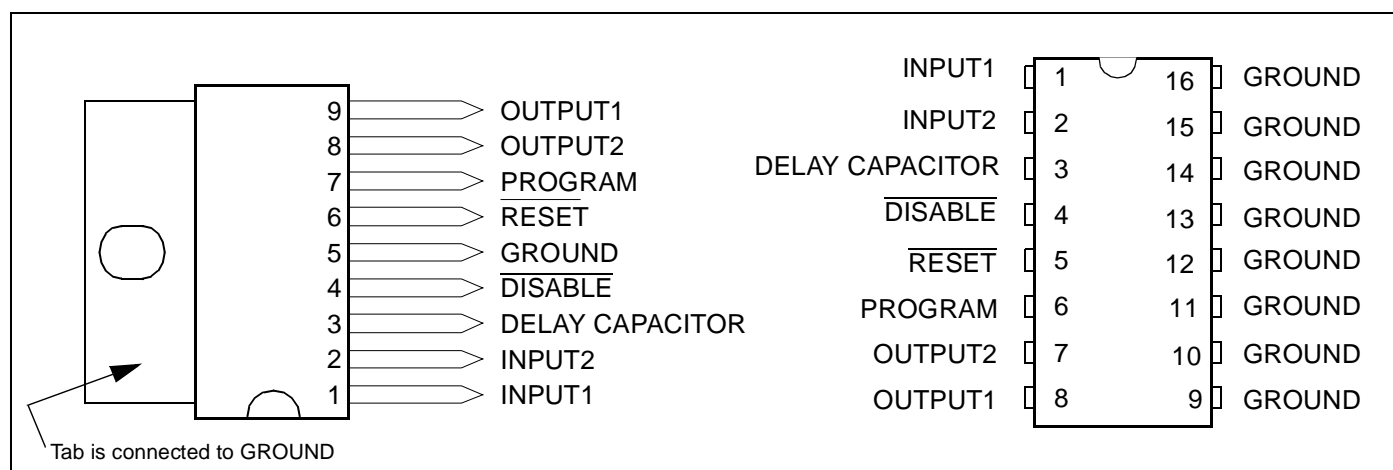 9 OUTPUT1
8 OUTPUT2
7 PROGRAM
6 RESET
5 GROUND
4 DISABLE
3 DELAY CAPACITOR
2 INPUT2
1 INPUT1
Tab is connected to GROUND
INPUT1 1 16 GROUND
INPUT2 2 15 GROUND
DELAY CAPACITOR 3 14 GROUND
DISABLE 4 13 GROUND
RESET 5 12 GROUND
PROGRAM 6 11 GROUND
OUTPUT2 7 10 GROUND
OUTPUT1 8 9 GROUND